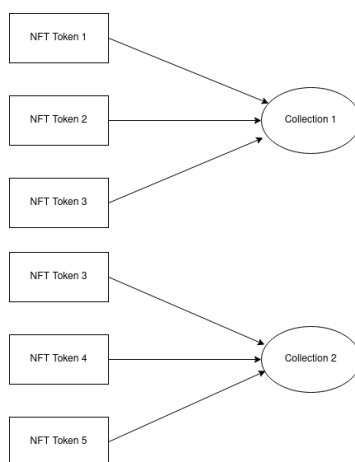 NFT Token 1
NFT Token 2
Collection 1
NFT Token 3
NFT Token 3
NFT Token 4
Collection 2
NFT Token 5